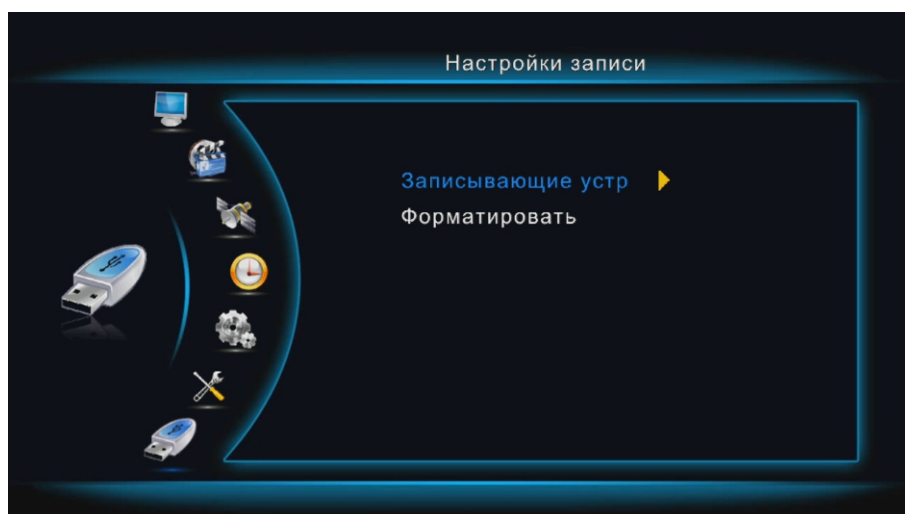 Настройки записи
Записывающие устр
Форматировать